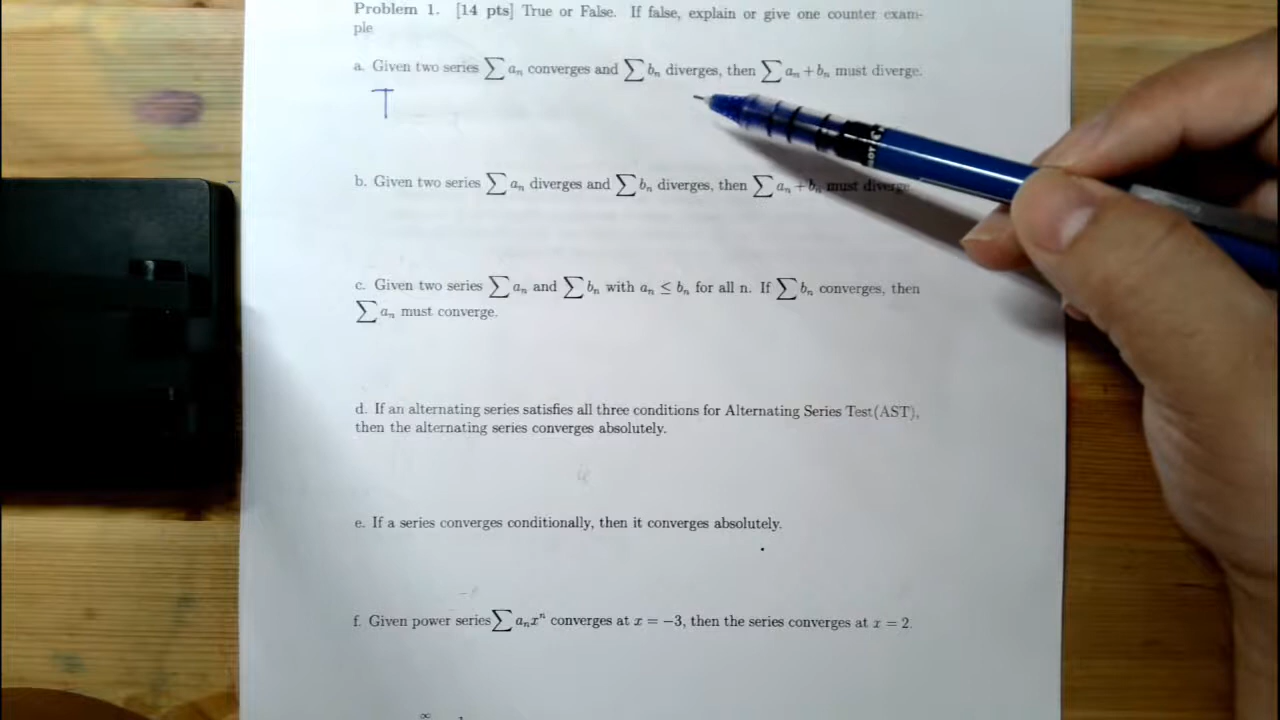 Problem 1. [14 pts] True or False. If false, explain or give one counter exam-
ple
a. Given two series ∑ aₙ converges and ∑ bₙ diverges, then ∑ aₙ + bₙ must diverge.
T
b. Given two series ∑ aₙ diverges and ∑ bₙ diverges, then ∑ aₙ + bₙ must diverge
c. Given two series ∑ aₙ and ∑ bₙ with aₙ ≤ bₙ for all n. If ∑ bₙ converges, then
∑ aₙ must converge.
d. If an alternating series satisfies all three conditions for Alternating Series Test(AST),
then the alternating series converges absolutely.
e. If a series converges conditionally, then it converges absolutely.
f. Given power series ∑ aₙxⁿ converges at x = −3, then the series converges at x = 2.